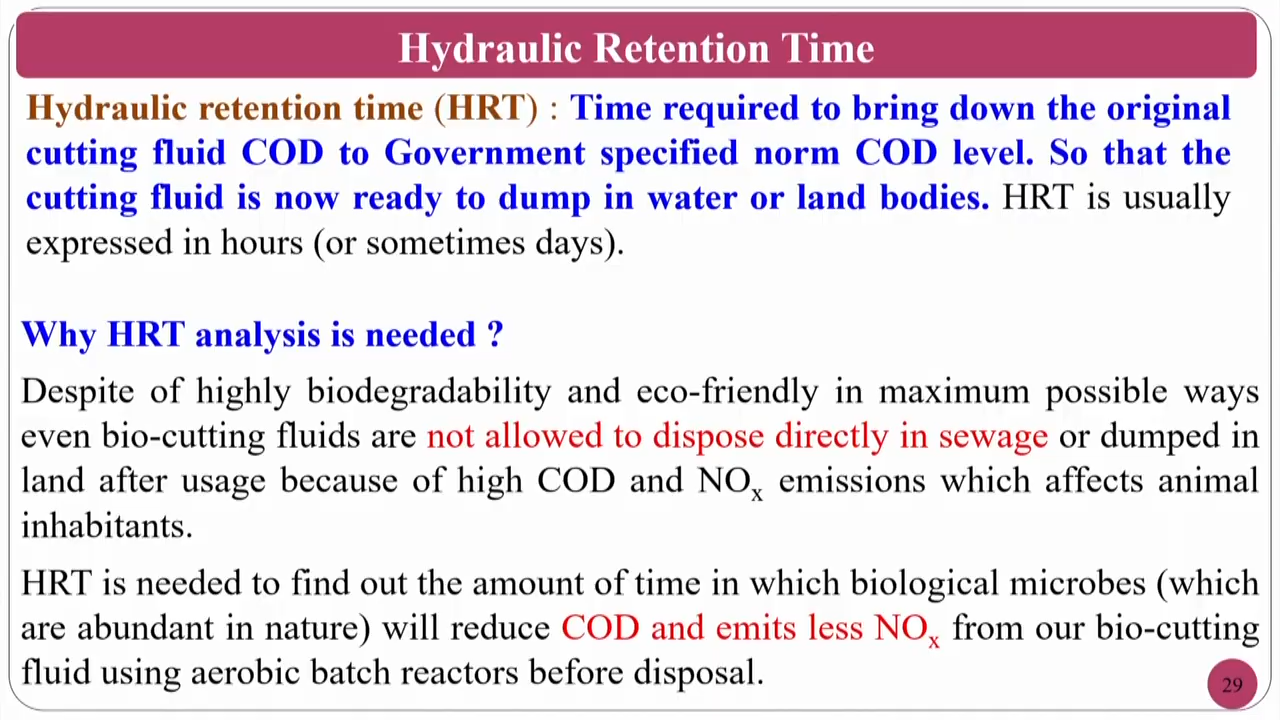 Hydraulic Retention Time
Hydraulic retention time (HRT) : Time required to bring down the original
cutting fluid COD to Government specified norm COD level. So that the
cutting fluid is now ready to dump in water or land bodies. HRT is usually
expressed in hours (or sometimes days).
Why HRT analysis is needed ?
Despite of highly biodegradability and eco-friendly in maximum possible ways
even bio-cutting fluids are not allowed to dispose directly in sewage or dumped in
land after usage because of high COD and NOx emissions which affects animal
inhabitants.
HRT is needed to find out the amount of time in which biological microbes (which
are abundant in nature) will reduce COD and emits less NOx from our bio-cutting
fluid using aerobic batch reactors before disposal.
29